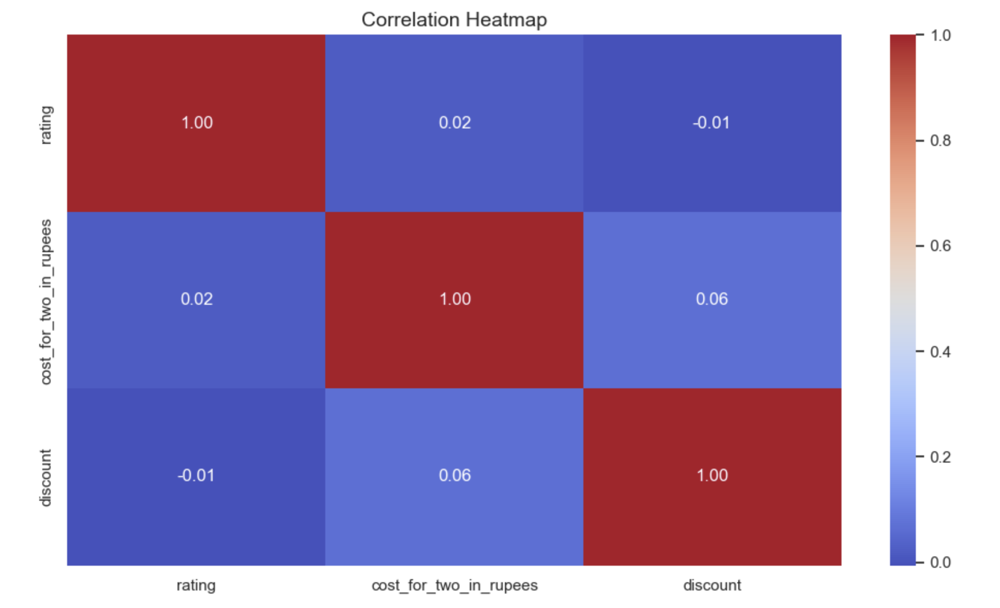 Correlation Heatmap
rating
1.00
0.02
-0.01
cost_for_two_in_rupees
0.02
1.00
0.06
discount
-0.01
0.06
1.00
rating
cost_for_two_in_rupees
discount
1.0
0.8
0.6
0.4
0.2
0.0